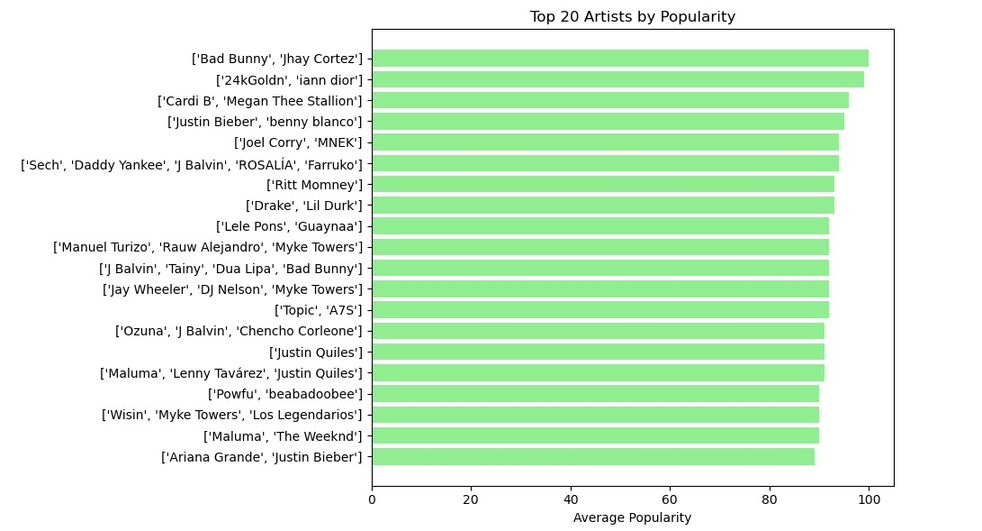 Top 20 Artists by Popularity
['Bad Bunny', 'Jhay Cortez']
['24kGoldn', 'iann dior']
['Cardi B', 'Megan Thee Stallion']
['Justin Bieber', 'benny blanco']
['Joel Corry', 'MNEK']
['Sech', 'Daddy Yankee', 'J Balvin', 'ROSALÍA', 'Farruko']
['Ritt Momney']
['Drake', 'Lil Durk']
['Lele Pons', 'Guaynaa']
['Manuel Turizo', 'Rauw Alejandro', 'Myke Towers']
['J Balvin', 'Tainy', 'Dua Lipa', 'Bad Bunny']
['Jay Wheeler', 'DJ Nelson', 'Myke Towers']
['Topic', 'A7S']
['Ozuna', 'J Balvin', 'Chencho Corleone']
['Justin Quiles']
['Maluma', 'Lenny Tavárez', 'Justin Quiles']
['Powfu', 'beabadoobee']
['Wisin', 'Myke Towers', 'Los Legendarios']
['Maluma', 'The Weeknd']
['Ariana Grande', 'Justin Bieber']
0 20 40 60 80 100
Average Popularity